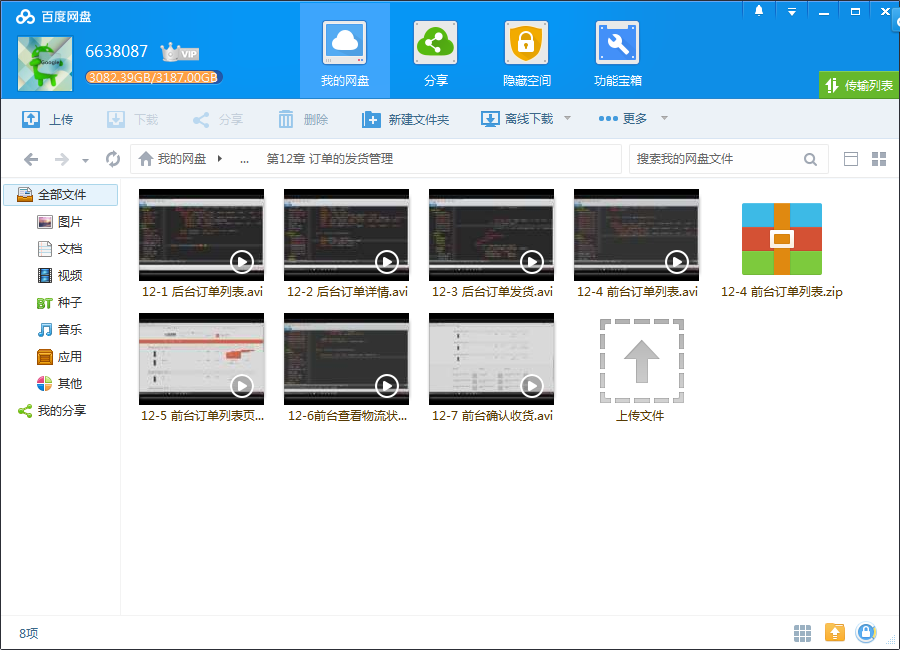 百度网盘
6638087 VIP
3082.39GB/3187.00GB
我的网盘 分享 隐藏空间 功能宝箱
传输列表
上传 下载 分享 删除 新建文件夹 离线下载 更多
我的网盘 ... 第12章 订单的发货管理 搜索我的网盘文件
全部文件
图片
文档
视频
BT 种子
音乐
应用
其他
我的分享
12-1 后台订单列表.avi 12-2 后台订单详情.avi 12-3 后台订单发货.avi 12-4 前台订单列表.avi 12-4 前台订单列表.zip
12-5 前台订单列表页... 12-6前台查看物流状... 12-7 前台确认收货.avi 上传文件
8项